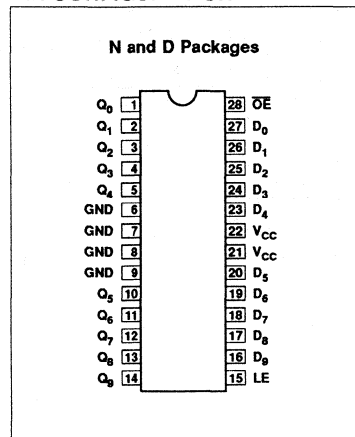 N and D Packages
Q0 1 28 OE
Q1 2 27 D0
Q2 3 26 D1
Q3 4 25 D2
Q4 5 24 D3
GND 6 23 D4
GND 7 22 VCC
GND 8 21 VCC
GND 9 20 D5
Q5 10 19 D6
Q6 11 18 D7
Q7 12 17 D8
Q8 13 16 D9
Q9 14 15 LE